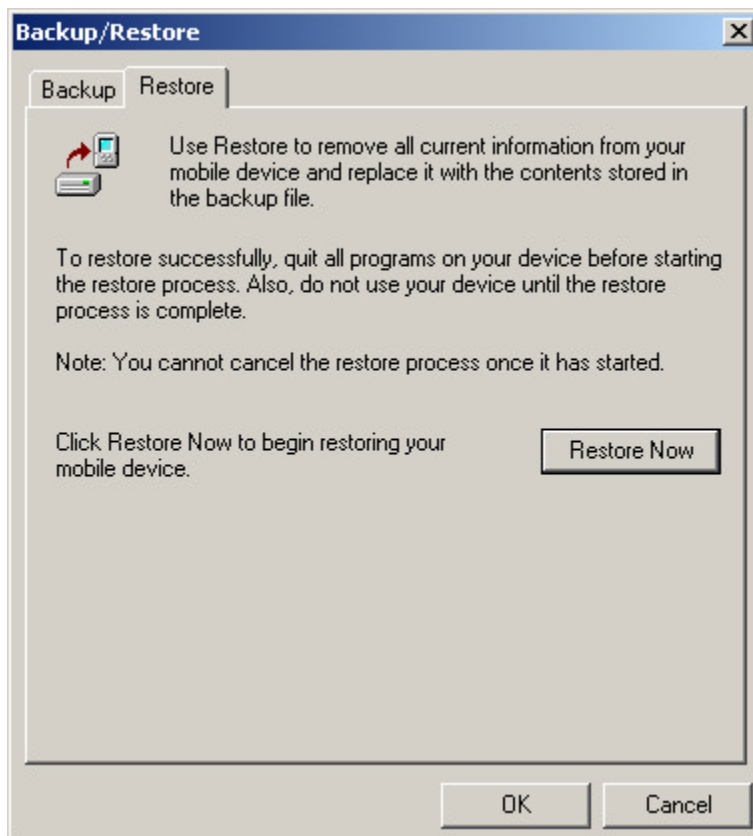 Backup/Restore
Backup
Restore
Use Restore to remove all current information from your
mobile device and replace it with the contents stored in
the backup file.
To restore successfully, quit all programs on your device before starting
the restore process. Also, do not use your device until the restore
process is complete.
Note: You cannot cancel the restore process once it has started.
Click Restore Now to begin restoring your
mobile device.
Restore Now
OK
Cancel